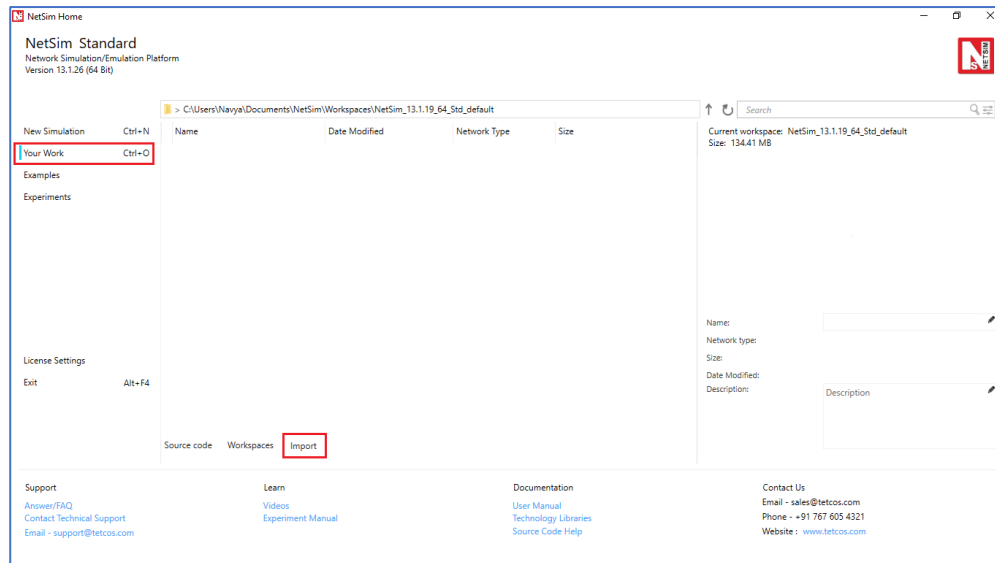 NetSim Home
NetSim Standard
Network Simulation/Emulation Platform
Version 13.1.26 (64 Bit)
NETSIM
> C:\Users\Navya\Documents\NetSim\Workspaces\NetSim_13.1.19_64_Std_default
Search
New Simulation Ctrl+N
Your Work Ctrl+O
Examples
Experiments
License Settings
Exit Alt+F4
Name Date Modified Network Type Size
Source code Workspaces Import
Current workspace: NetSim_13.1.19_64_Std_default
Size: 134.41 MB
Name:
Network type:
Size:
Date Modified:
Description: Description
Support
Answer/FAQ
Contact Technical Support
Email - support@tetcos.com
Learn
Videos
Experiment Manual
Documentation
User Manual
Technology Libraries
Source Code Help
Contact Us
Email - sales@tetcos.com
Phone - +91 767 605 4321
Website : www.tetcos.com